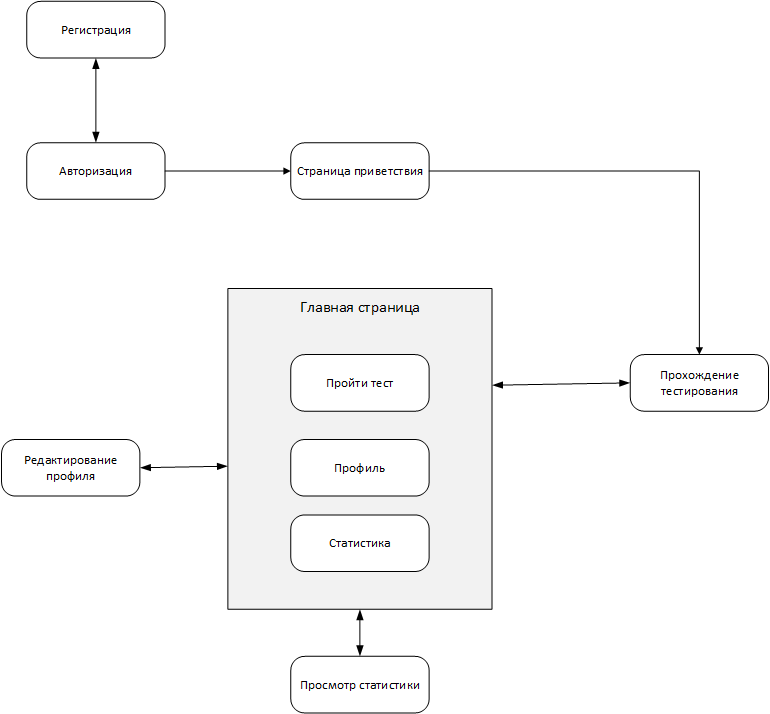 Регистрация
Авторизация
Страница приветствия
Главная страница
Пройти тест
Прохождение
тестирования
Редактирование
профиля
Профиль
Статистика
Просмотр статистики